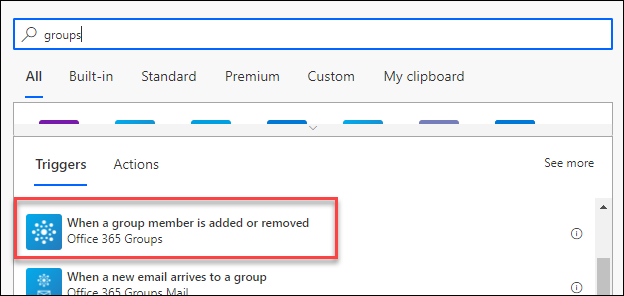 groups
All Built-in Standard Premium Custom My clipboard
Triggers Actions See more
When a group member is added or removed
Office 365 Groups
When a new email arrives to a group
Office 365 Groups Mail